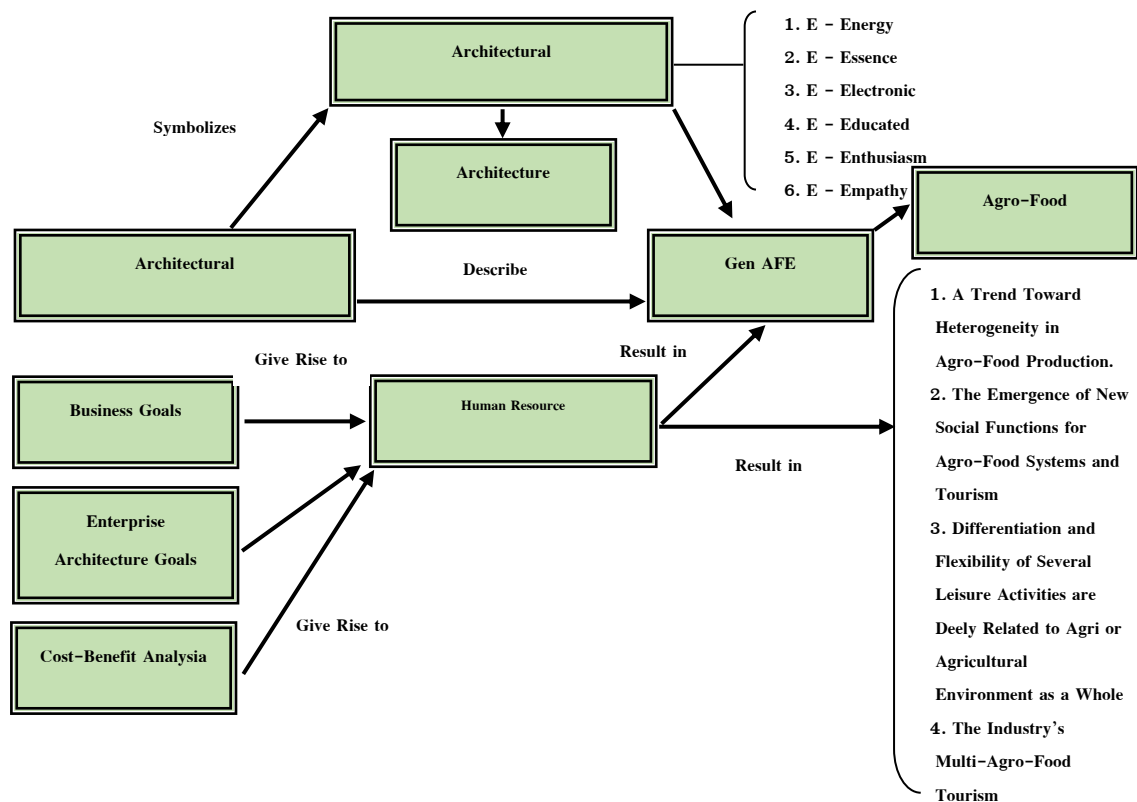 Architectural
1. E – Energy
2. E – Essence
3. E – Electronic
4. E – Educated
5. E – Enthusiasm
6. E – Empathy
Symbolizes
Architecture
Agro–Food
Architectural
Describe
Gen AFE
Give Rise to
Result in
Business Goals
Human Resource
Result in
Enterprise
Architecture Goals
Give Rise to
Cost–Benefit Analysia
1. A Trend Toward
Heterogeneity in
Agro–Food Production.
2. The Emergence of New
Social Functions for
Agro–Food Systems and
Tourism
3. Differentiation and
Flexibility of Several
Leisure Activities are
Deely Related to Agri or
Agricultural
Environment as a Whole
4. The Industry’s
Multi–Agro–Food
Tourism